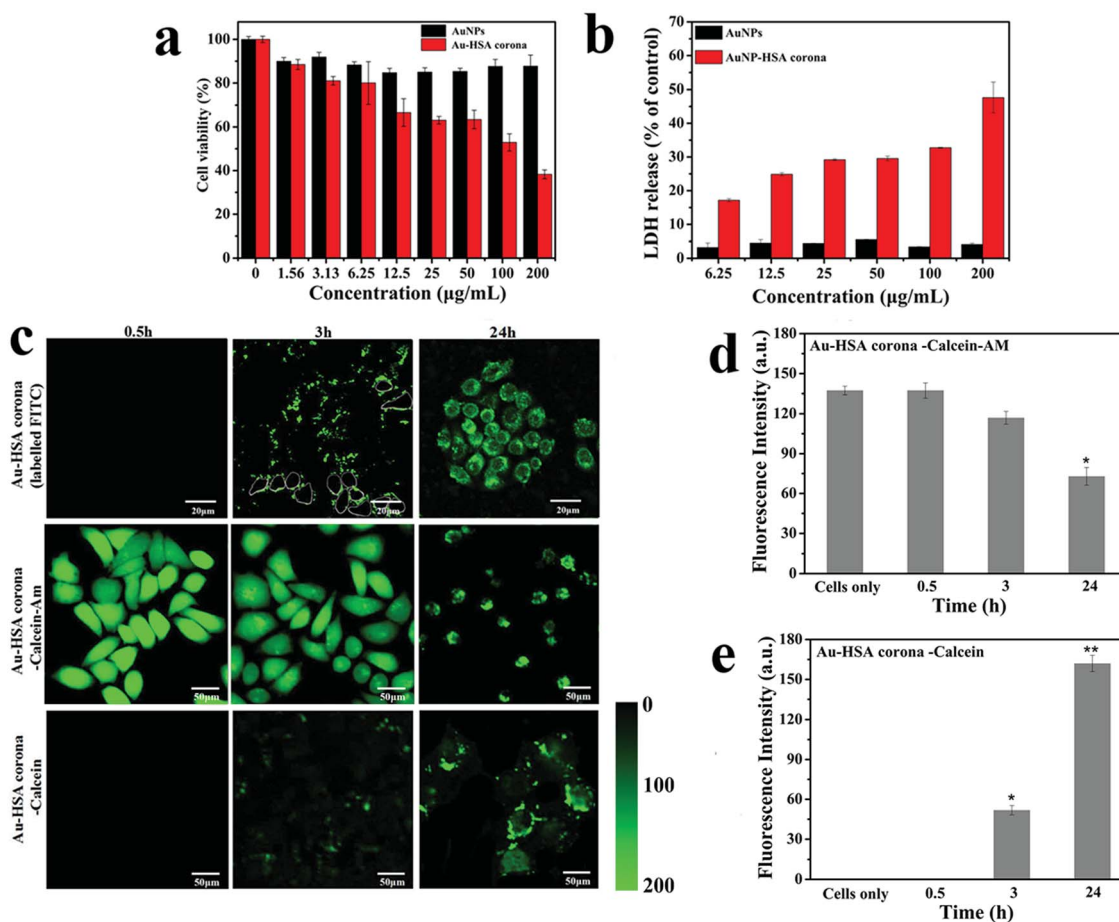 a
AuNPs
Au-HSA corona
Cell viability (%)
100
80
60
40
20
0
0 1.56 3.13 6.25 12.5 25 50 100 200
Concentration (µg/mL)
b
AuNPs
AuNP-HSA corona
LDH release (% of control)
70
60
50
40
30
20
10
0
6.25 12.5 25 50 100 200
Concentration (µg/mL)
c
0.5h 3h 24h
Au-HSA corona
(labelled FITC)
20µm 20µm 20µm
Au-HSA corona
-Calcein-Am
50µm 50µm 50µm
Au-HSA corona
-Calcein
50µm 50µm 50µm
0
100
200
d
Au-HSA corona -Calcein-AM
Fluorescence Intensity (a.u.)
180
150
120
90
60
30
0
*
Cells only 0.5 3 24
Time (h)
e
Au-HSA corona -Calcein
Fluorescence Intensity (a.u.)
180
150
120
90
60
30
0
* **
Cells only 0.5 3 24
Time (h)